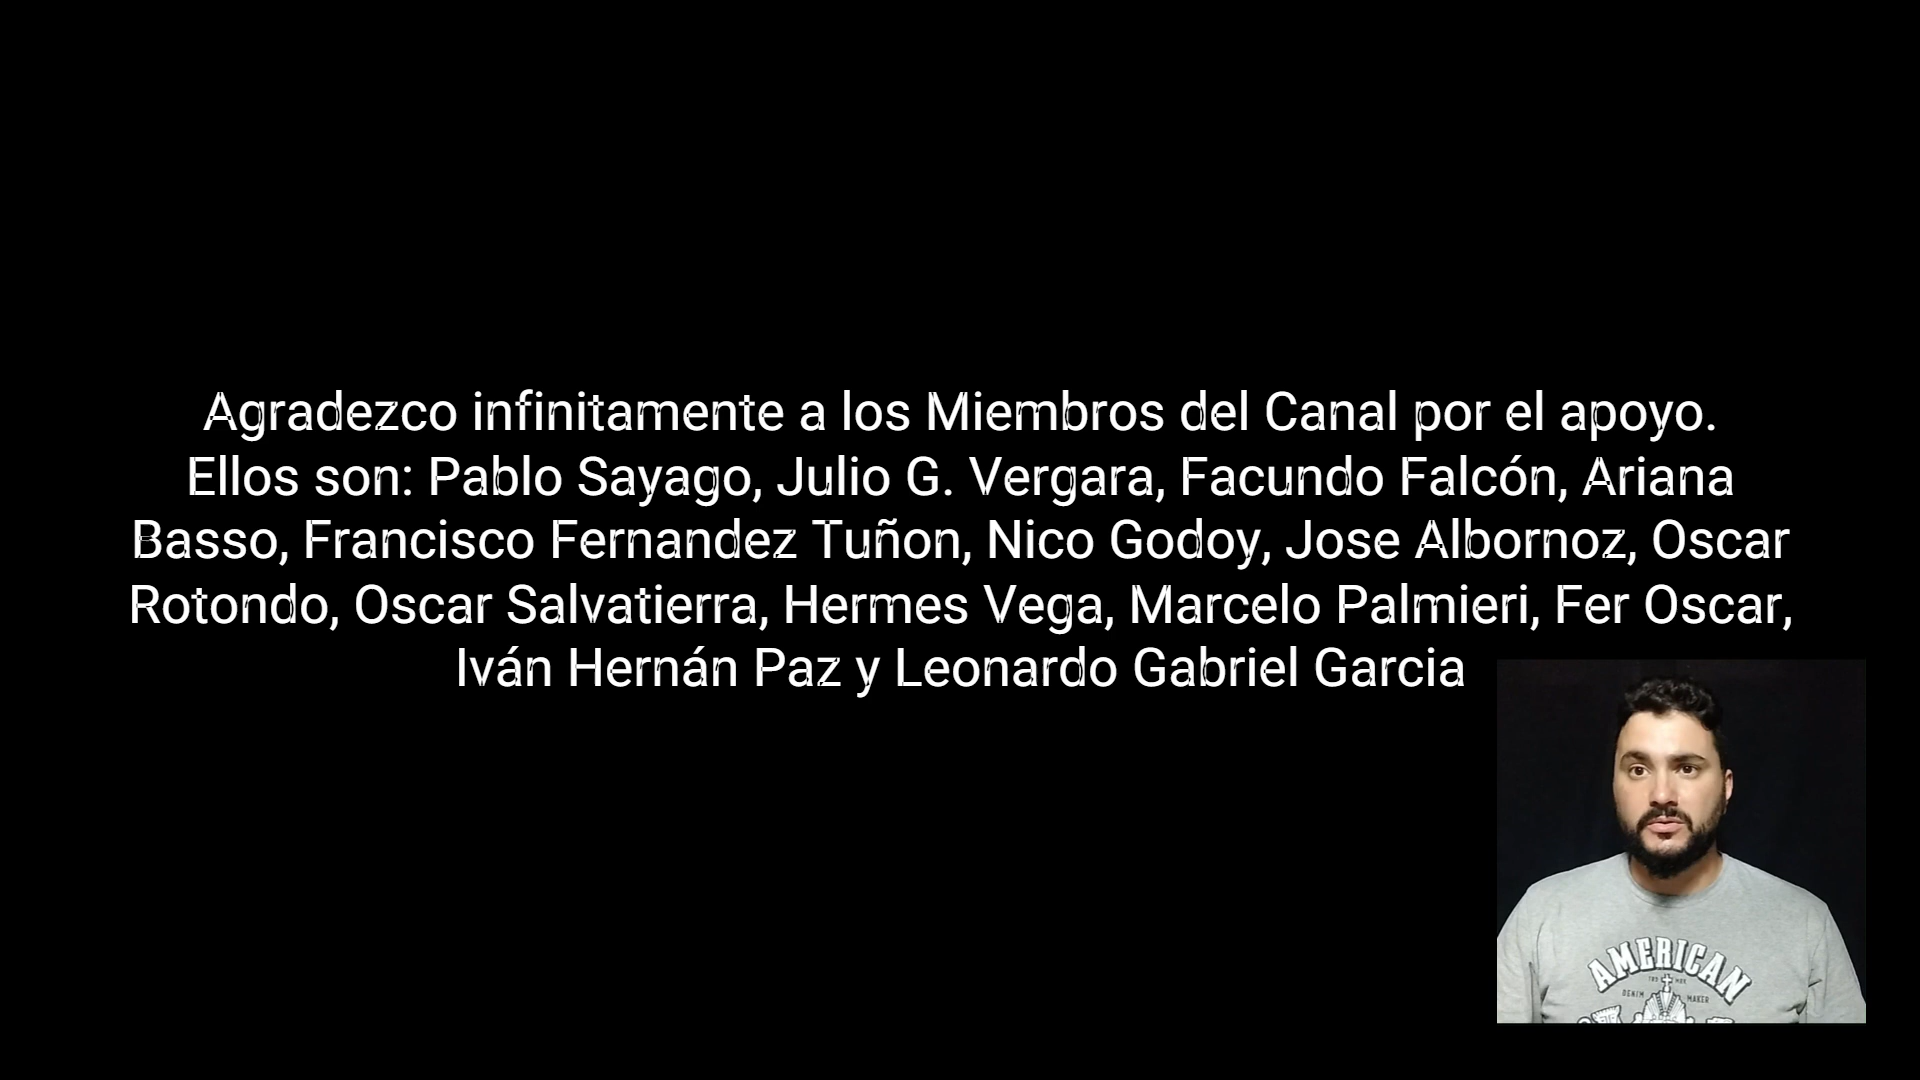 Agradezco infinitamente a los Miembros del Canal por el apoyo.
Ellos son: Pablo Sayago, Julio G. Vergara, Facundo Falcón, Ariana
Basso, Francisco Fernandez Tuñon, Nico Godoy, Jose Albornoz, Oscar
Rotondo, Oscar Salvatierra, Hermes Vega, Marcelo Palmieri, Fer Oscar,
Iván Hernán Paz y Leonardo Gabriel Garcia
AMERICAN
DENIM MAKER